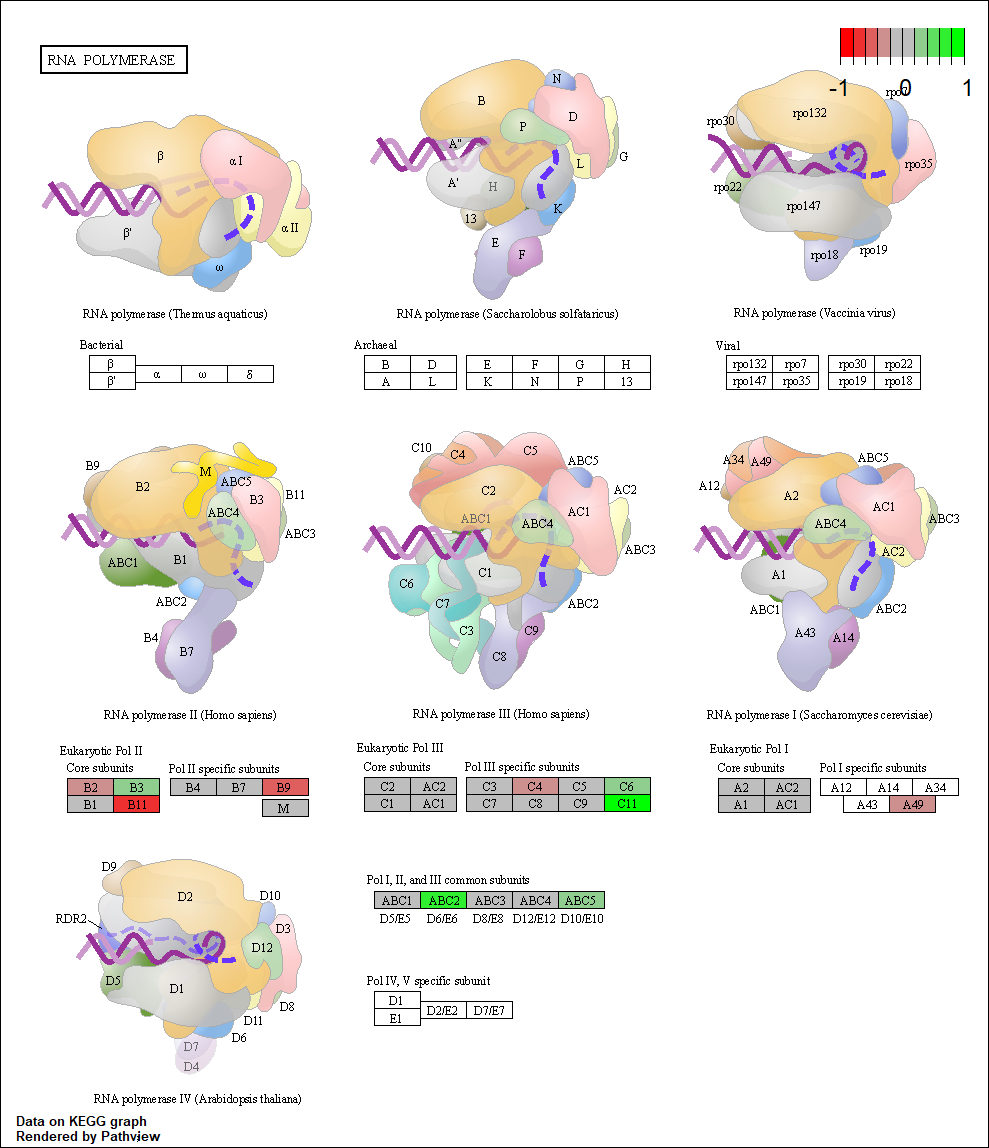 RNA POLYMERASE
-1 0 1
β
α I
β'
α II
ω
RNA polymerase (Thermus aquaticus)
N
B
D
P
A''
G
L
A'
H
K
13
E
F
RNA polymerase (Saccharolobus solfataricus)
rpo7
rpo132
rpo30
rpo35
rpo22
rpo147
rpo18
rpo19
RNA polymerase (Vaccinia virus)
Bacterial
β
β' α ω δ
Archaeal
B D E F G H
A L K N P 13
Viral
rpo132 rpo7 rpo30 rpo22
rpo147 rpo35 rpo19 rpo18
B9
M
B2
ABC5
B3
B11
ABC4
ABC3
ABC1
B1
ABC2
B4
B7
RNA polymerase II (Homo sapiens)
C10
C4
C5
ABC5
C2
AC2
ABC1
ABC4
AC1
ABC3
C6
C1
C7
ABC2
C3
C9
C8
RNA polymerase III (Homo sapiens)
A34
A49
ABC5
A12
A2
AC1
ABC4
ABC3
AC2
A1
ABC1
ABC2
A43
A14
RNA polymerase I (Saccharomyces cerevisiae)
Eukaryotic Pol II
Core subunits Pol II specific subunits
B2 B3 B4 B7 B9
B1 B11 M
Eukaryotic Pol III
Core subunits Pol III specific subunits
C2 AC2 C3 C4 C5 C6
C1 AC1 C7 C8 C9 C11
Eukaryotic Pol I
Core subunits Pol I specific subunits
A2 AC2 A12 A14 A34
A1 AC1 A43 A49
D9
D2
D10
RDR2
D3
D12
D5
D1
D8
D11
D6
D7
D4
RNA polymerase IV (Arabidopsis thaliana)
Pol I, II, and III common subunits
ABC1 ABC2 ABC3 ABC4 ABC5
D5/E5 D6/E6 D8/E8 D12/E12 D10/E10
Pol IV, V specific subunit
D1
E1 D2/E2 D7/E7
Data on KEGG graph
Rendered by Pathview